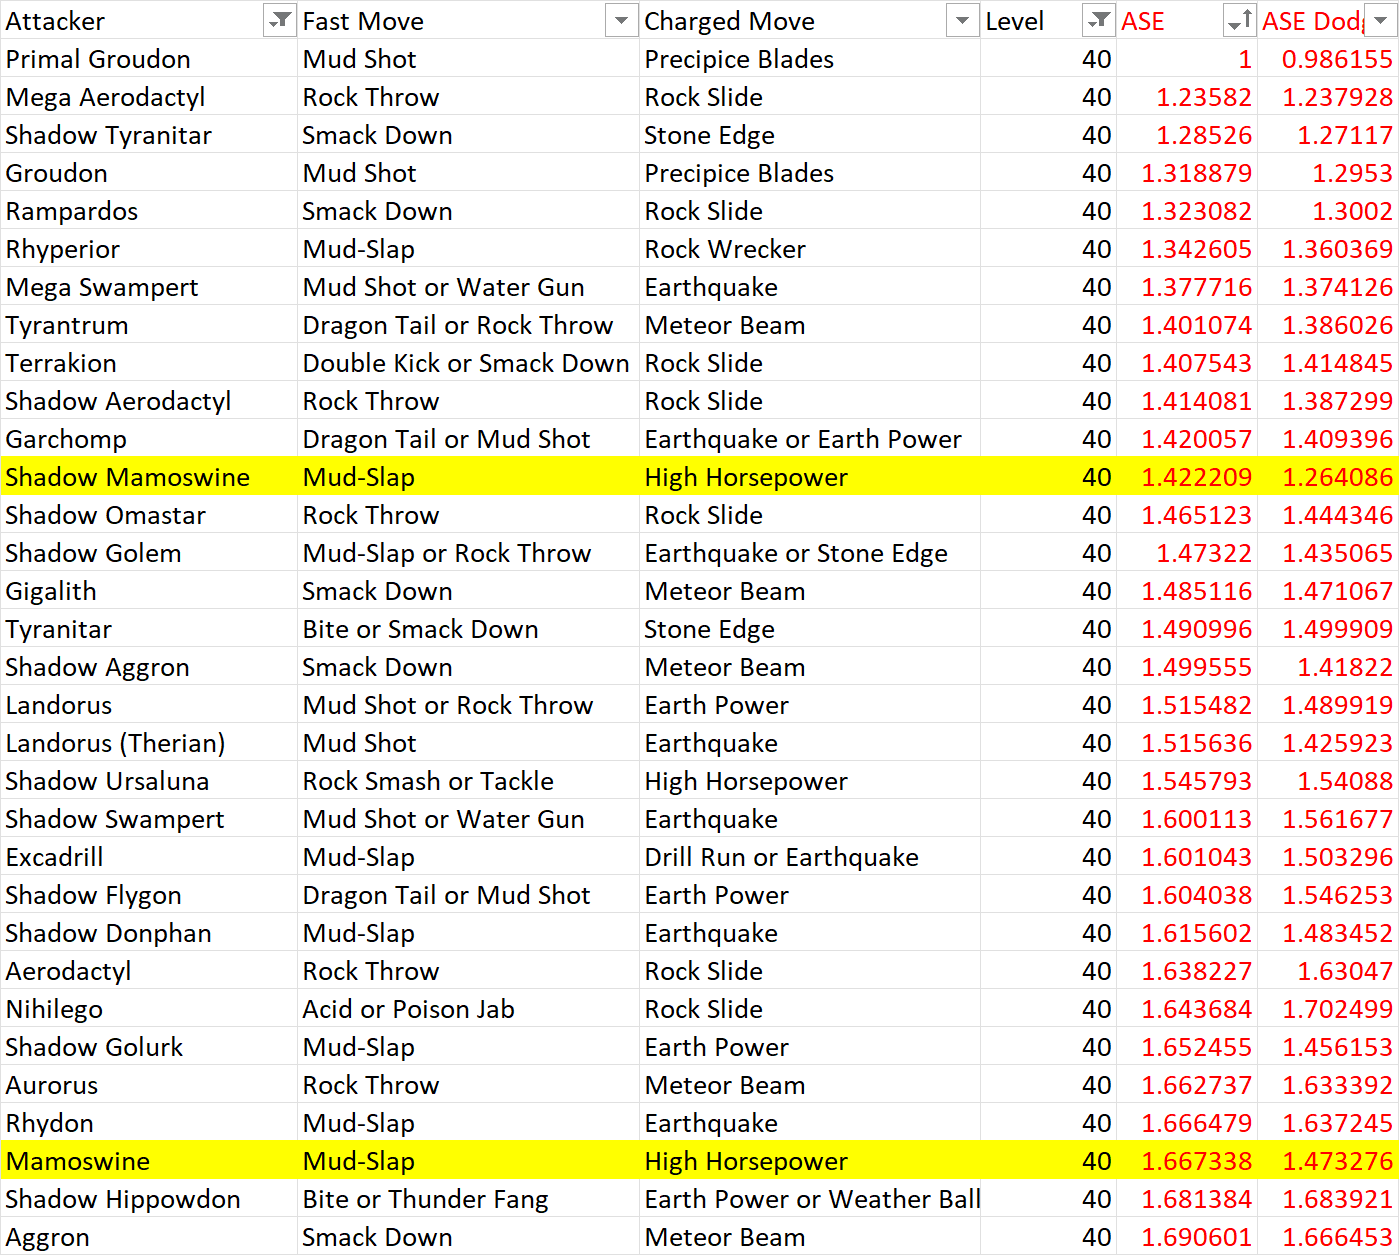 Attacker Fast Move Charged Move Level ASE ASE Dodg
Primal Groudon Mud Shot Precipice Blades 40 1 0.986155
Mega Aerodactyl Rock Throw Rock Slide 40 1.23582 1.237928
Shadow Tyranitar Smack Down Stone Edge 40 1.28526 1.27117
Groudon Mud Shot Precipice Blades 40 1.318879 1.2953
Rampardos Smack Down Rock Slide 40 1.323082 1.3002
Rhyperior Mud-Slap Rock Wrecker 40 1.342605 1.360369
Mega Swampert Mud Shot or Water Gun Earthquake 40 1.377716 1.374126
Tyrantrum Dragon Tail or Rock Throw Meteor Beam 40 1.401074 1.386026
Terrakion Double Kick or Smack Down Rock Slide 40 1.407543 1.414845
Shadow Aerodactyl Rock Throw Rock Slide 40 1.414081 1.387299
Garchomp Dragon Tail or Mud Shot Earthquake or Earth Power 40 1.420057 1.409396
Shadow Mamoswine Mud-Slap High Horsepower 40 1.422209 1.264086
Shadow Omastar Rock Throw Rock Slide 40 1.465123 1.444346
Shadow Golem Mud-Slap or Rock Throw Earthquake or Stone Edge 40 1.47322 1.435065
Gigalith Smack Down Meteor Beam 40 1.485116 1.471067
Tyranitar Bite or Smack Down Stone Edge 40 1.490996 1.499909
Shadow Aggron Smack Down Meteor Beam 40 1.499555 1.41822
Landorus Mud Shot or Rock Throw Earth Power 40 1.515482 1.489919
Landorus (Therian) Mud Shot Earthquake 40 1.515636 1.425923
Shadow Ursaluna Rock Smash or Tackle High Horsepower 40 1.545793 1.54088
Shadow Swampert Mud Shot or Water Gun Earthquake 40 1.600113 1.561677
Excadrill Mud-Slap Drill Run or Earthquake 40 1.601043 1.503296
Shadow Flygon Dragon Tail or Mud Shot Earth Power 40 1.604038 1.546253
Shadow Donphan Mud-Slap Earthquake 40 1.615602 1.483452
Aerodactyl Rock Throw Rock Slide 40 1.638227 1.63047
Nihilego Acid or Poison Jab Rock Slide 40 1.643684 1.702499
Shadow Golurk Mud-Slap Earth Power 40 1.652455 1.456153
Aurorus Rock Throw Meteor Beam 40 1.662737 1.633392
Rhydon Mud-Slap Earthquake 40 1.666479 1.637245
Mamoswine Mud-Slap High Horsepower 40 1.667338 1.473276
Shadow Hippowdon Bite or Thunder Fang Earth Power or Weather Ball 40 1.681384 1.683921
Aggron Smack Down Meteor Beam 40 1.690601 1.666453